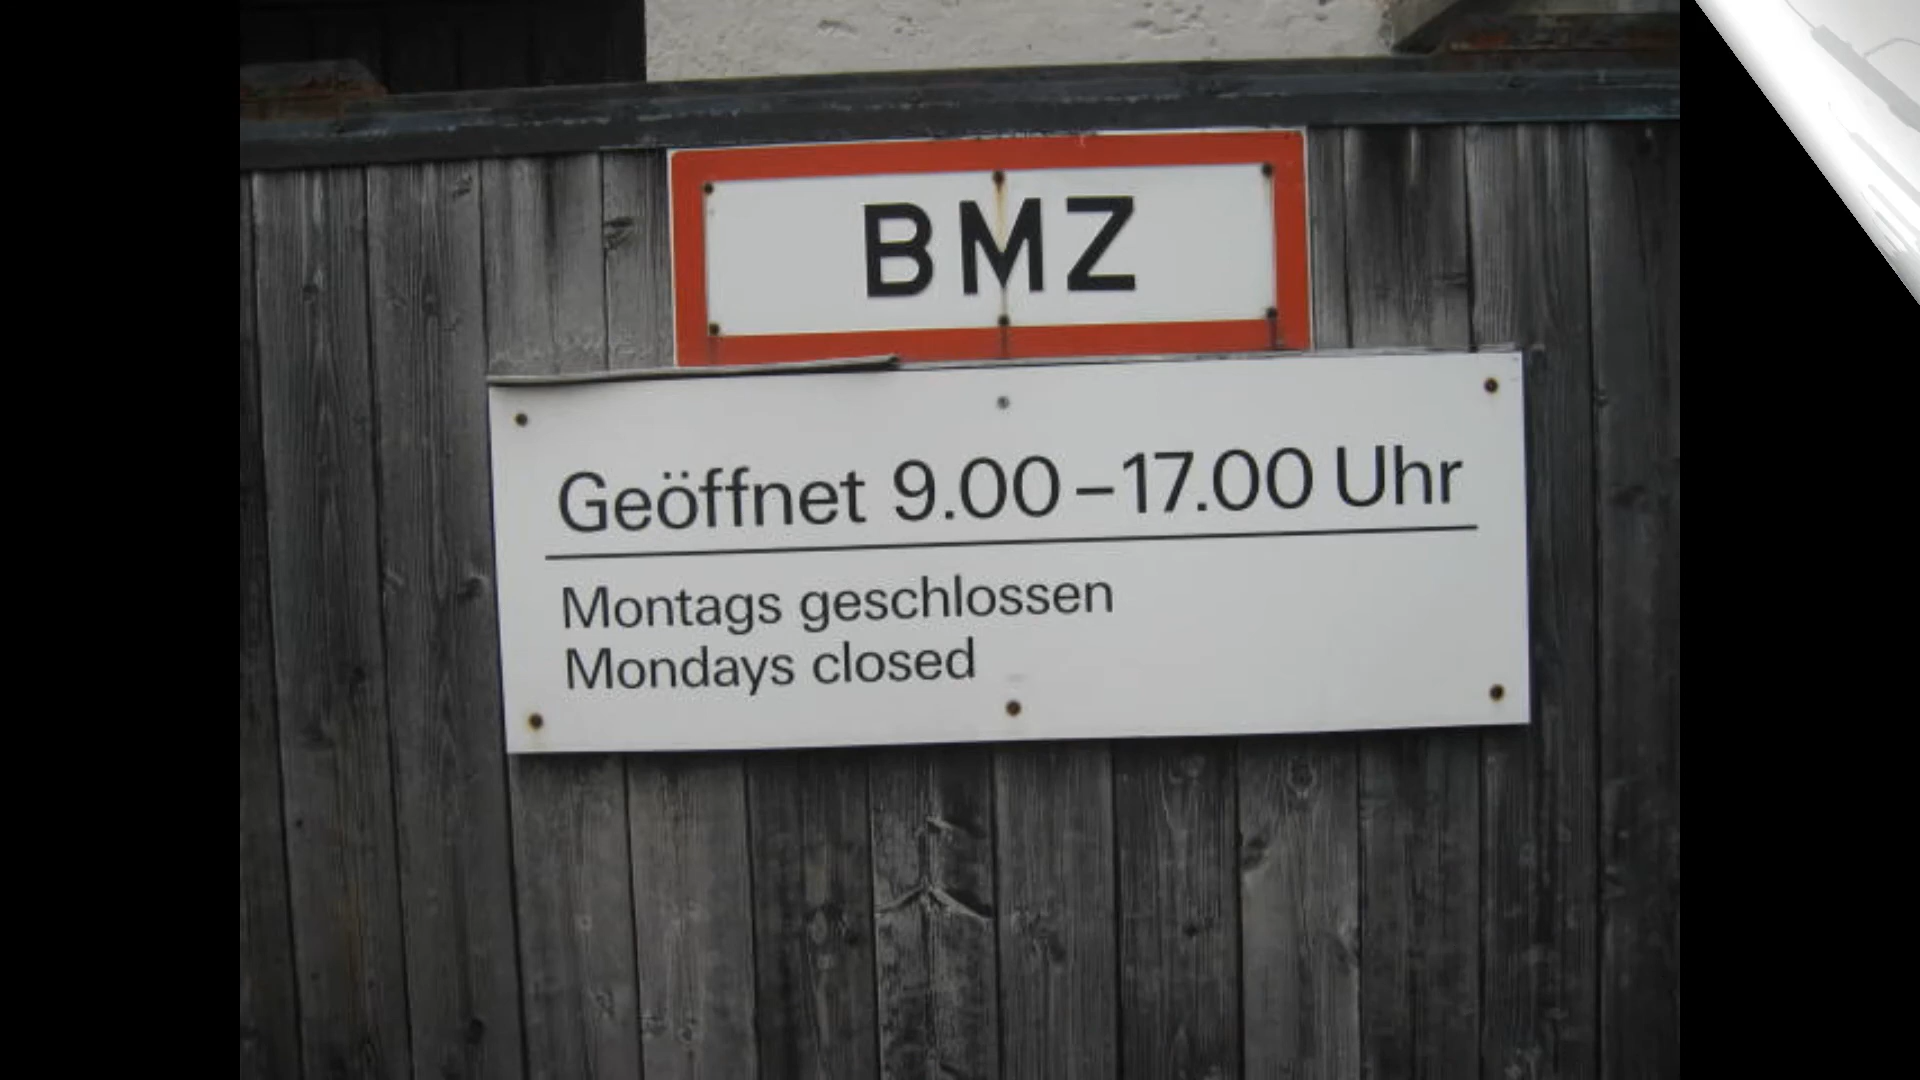 BMZ
Geöffnet 9.00–17.00 Uhr
Montags geschlossen
Mondays closed